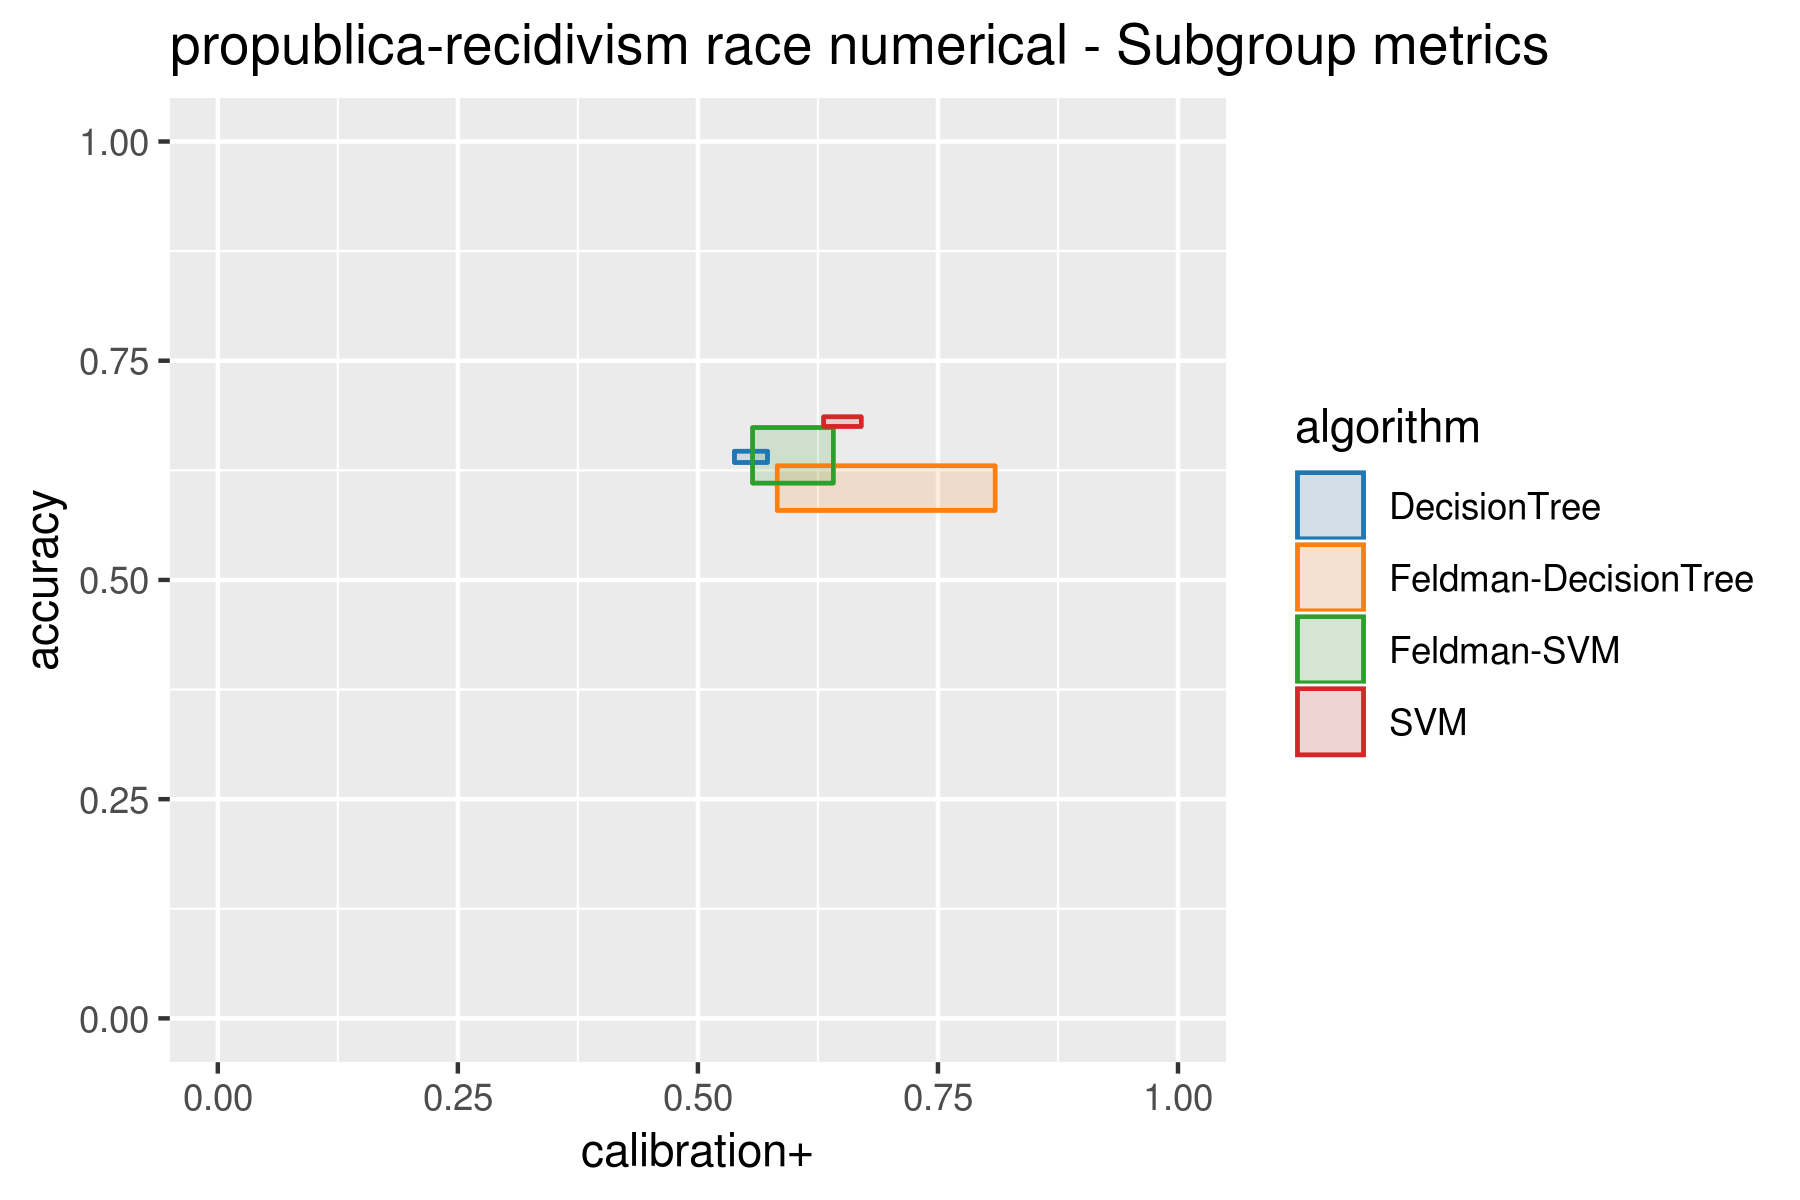 propublica-recidivism race numerical - Subgroup metrics
1.00
0.75
0.50
0.25
0.00
accuracy
0.00 0.25 0.50 0.75 1.00
calibration+
algorithm
DecisionTree
Feldman-DecisionTree
Feldman-SVM
SVM